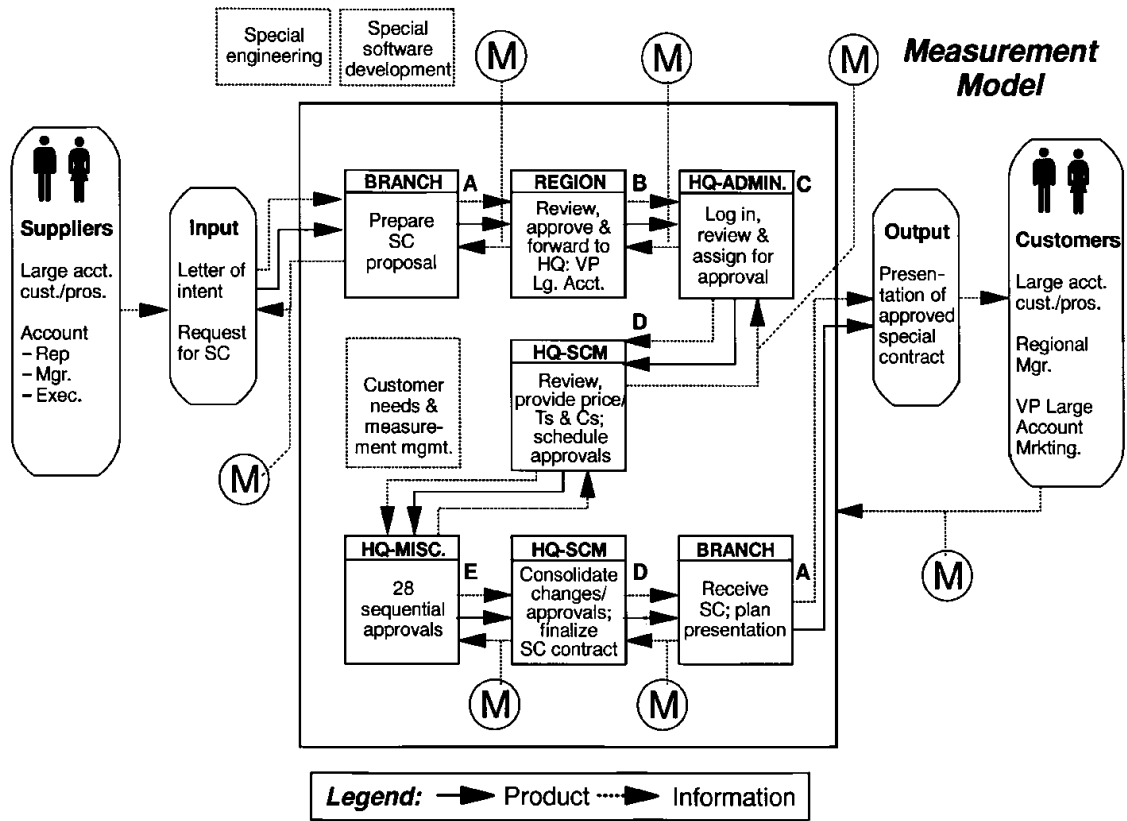 Special
engineering
Special
software
development
M
M
M
Measurement
Model
Suppliers
Large acct.
cust./pros.
Account
– Rep
– Mgr.
– Exec.
Input
Letter of
intent
Request
for SC
BRANCH
A
Prepare
SC
proposal
REGION
B
Review,
approve &
forward to
HQ: VP
Lg. Acct.
HQ-ADMIN.
C
Log in,
review &
assign for
approval
Output
Presen-
tation of
approved
special
contract
Customers
Large acct.
cust./pros.
Regional
Mgr.
VP Large
Account
Mrkting.
D
HQ-SCM
Review,
provide price/
Ts & Cs;
schedule
approvals
Customer
needs &
measure-
ment mgmt.
M
HQ-MISC.
E
28
sequential
approvals
HQ-SCM
D
Consolidate
changes/
approvals;
finalize
SC contract
BRANCH
A
Receive
SC; plan
presentation
M
M
M
Legend: Product Information